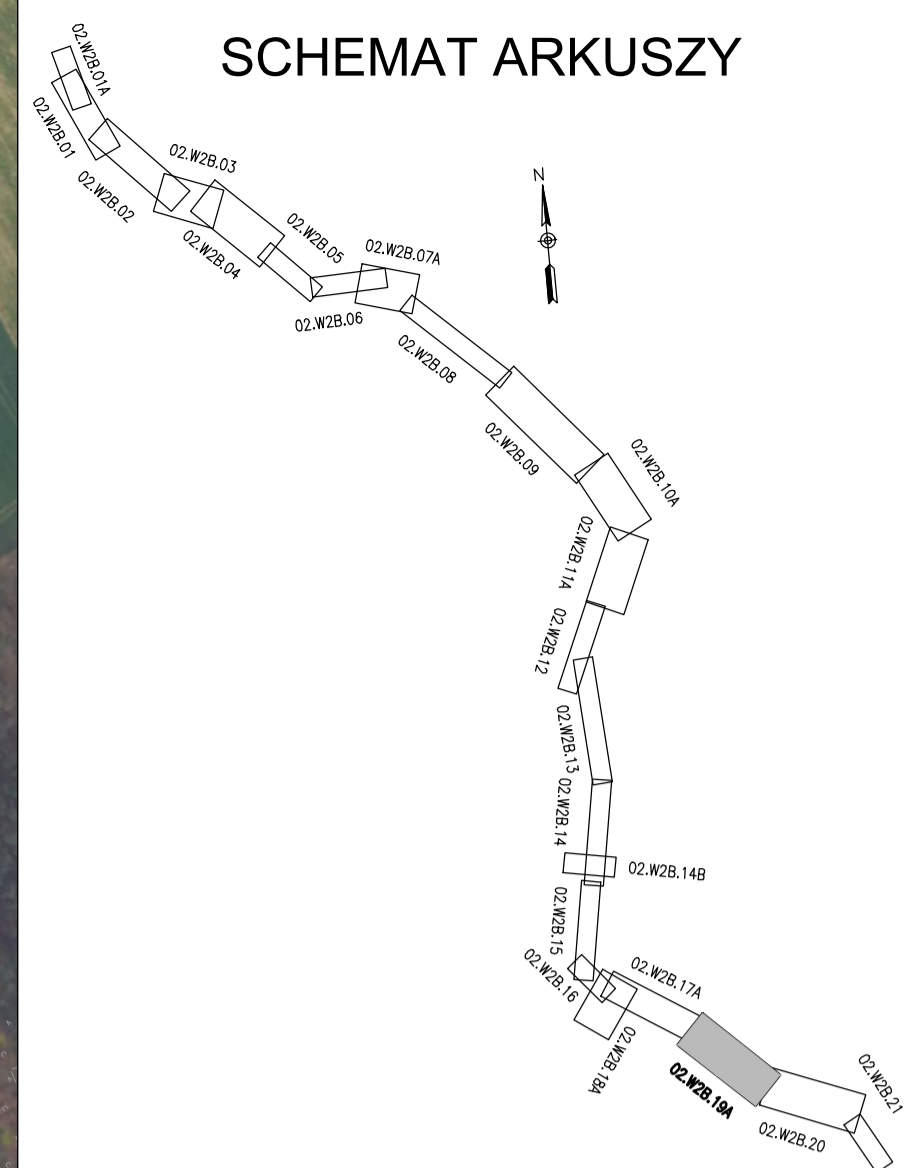 SCHEMAT ARKUSZY
02.W2B.01A
02.W2B.01
02.W2B.02
02.W2B.03
02.W2B.04
02.W2B.05
02.W2B.06
02.W2B.07A
N
02.W2B.08
02.W2B.09
02.W2B.10A
02.W2B.11A
02.W2B.12
02.W2B.13
02.W2B.14
02.W2B.14B
02.W2B.15
02.W2B.16
02.W2B.17A
02.W2B.18A
02.W2B.19A
02.W2B.20
02.W2B.21